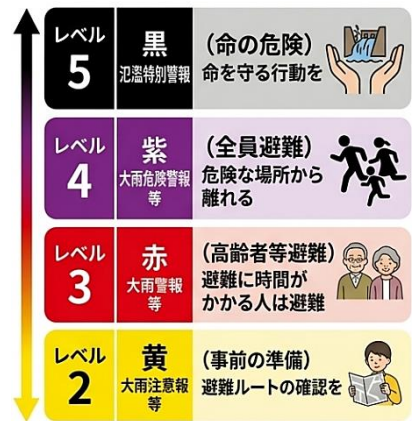 レベル
5
黒
氾濫特別警報
(命の危険)
命を守る行動を
レベル
4
紫
大雨危険警報
等
(全員避難)
危険な場所から
離れる
レベル
3
赤
大雨警報
等
(高齢者等避難)
避難に時間が
かかる人は避難
レベル
2
黄
大雨注意報
等
(事前の準備)
避難ルートの確認を